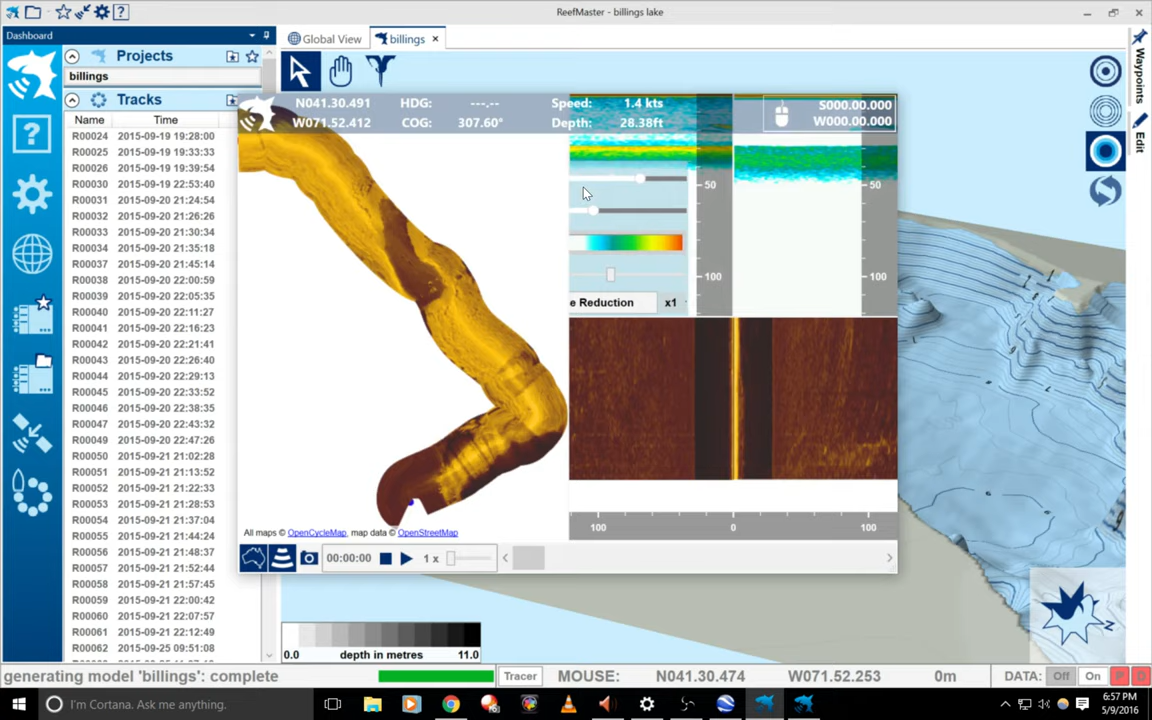 ReefMaster - billings lake
Dashboard
Global View
billings
Projects
billings
Tracks
Name Time
R00024 2015-09-19 19:28:00
R00025 2015-09-19 19:33:33
R00026 2015-09-19 19:39:54
R00030 2015-09-19 22:53:40
R00031 2015-09-20 21:24:54
R00032 2015-09-20 21:26:26
R00033 2015-09-20 21:30:34
R00034 2015-09-20 21:35:18
R00037 2015-09-20 21:45:14
R00038 2015-09-20 22:00:59
R00039 2015-09-20 22:05:35
R00040 2015-09-20 22:11:27
R00041 2015-09-20 22:16:23
R00042 2015-09-20 22:21:41
R00043 2015-09-20 22:26:40
R00044 2015-09-20 22:29:13
R00045 2015-09-20 22:33:52
R00046 2015-09-20 22:38:35
R00047 2015-09-20 22:43:32
R00049 2015-09-20 22:47:26
R00050 2015-09-21 21:02:28
R00051 2015-09-21 21:13:52
R00052 2015-09-21 21:22:33
R00053 2015-09-21 21:28:53
R00054 2015-09-21 21:37:04
R00055 2015-09-21 21:44:24
R00056 2015-09-21 21:48:37
R00057 2015-09-21 21:52:44
R00058 2015-09-21 21:57:45
R00059 2015-09-21 22:00:42
R00060 2015-09-21 22:07:57
R00061 2015-09-21 22:12:49
R00062 2015-09-25 09:51:08
N041.30.491 HDG: ---.-- Speed: 1.4 kts
W071.52.412 COG: 307.60° Depth: 28.38ft
S000.00.000
W000.00.000
50
50
100
100
e Reduction x1
100 0 100
All maps © OpenCycleMap, map data © OpenStreetMap
00:00:00 1 x
Waypoints
Edit
0.0 depth in metres 11.0
generating model 'billings': complete
Tracer MOUSE: N041.30.474 W071.52.253 0m DATA: Off On P D
I'm Cortana. Ask me anything.
6:57 PM
5/9/2016